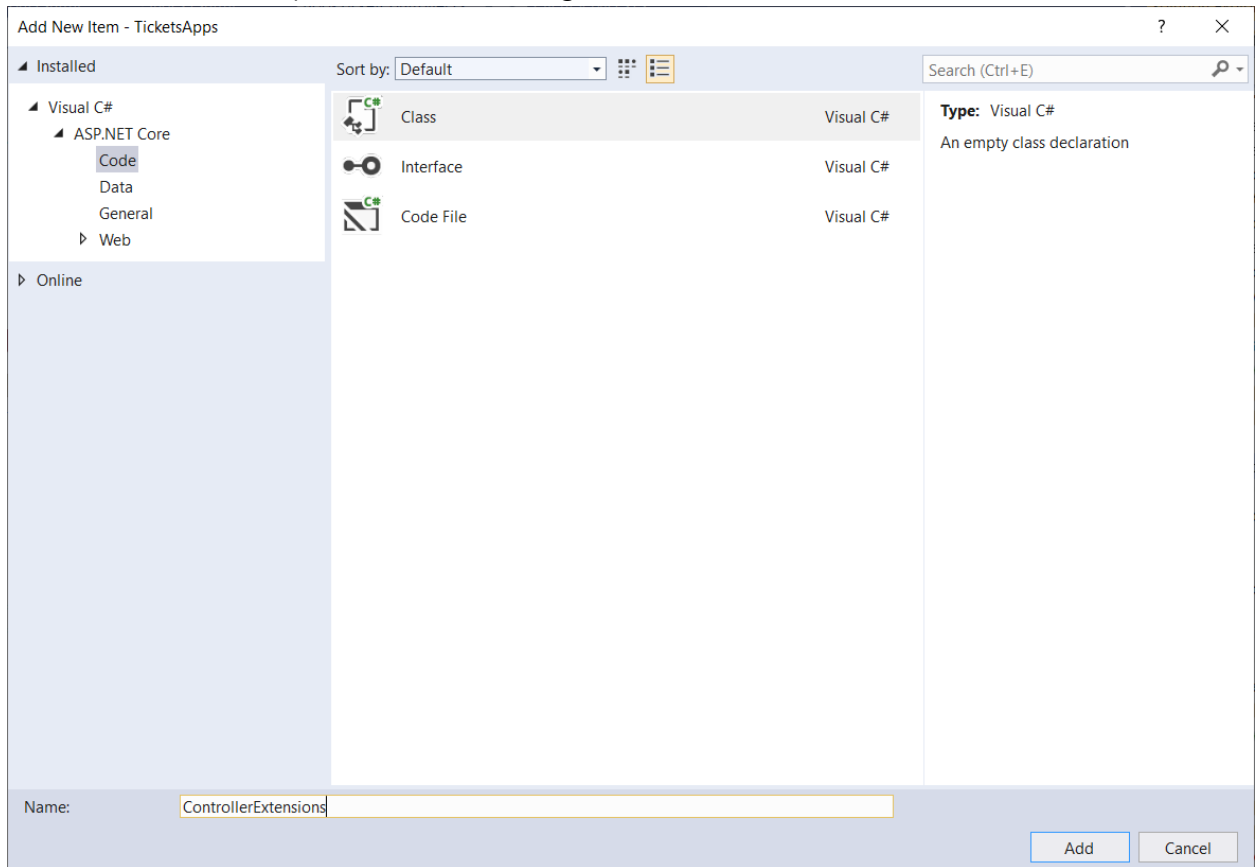 Add New Item - TicketsApps
?
Installed
Sort by: Default
Search (Ctrl+E)
Visual C#
ASP.NET Core
Code
Data
General
Web
Online
C#
Class
Visual C#
Interface
Visual C#
C#
Code File
Visual C#
Type: Visual C#
An empty class declaration
Name: ControllerExtensions
Add
Cancel